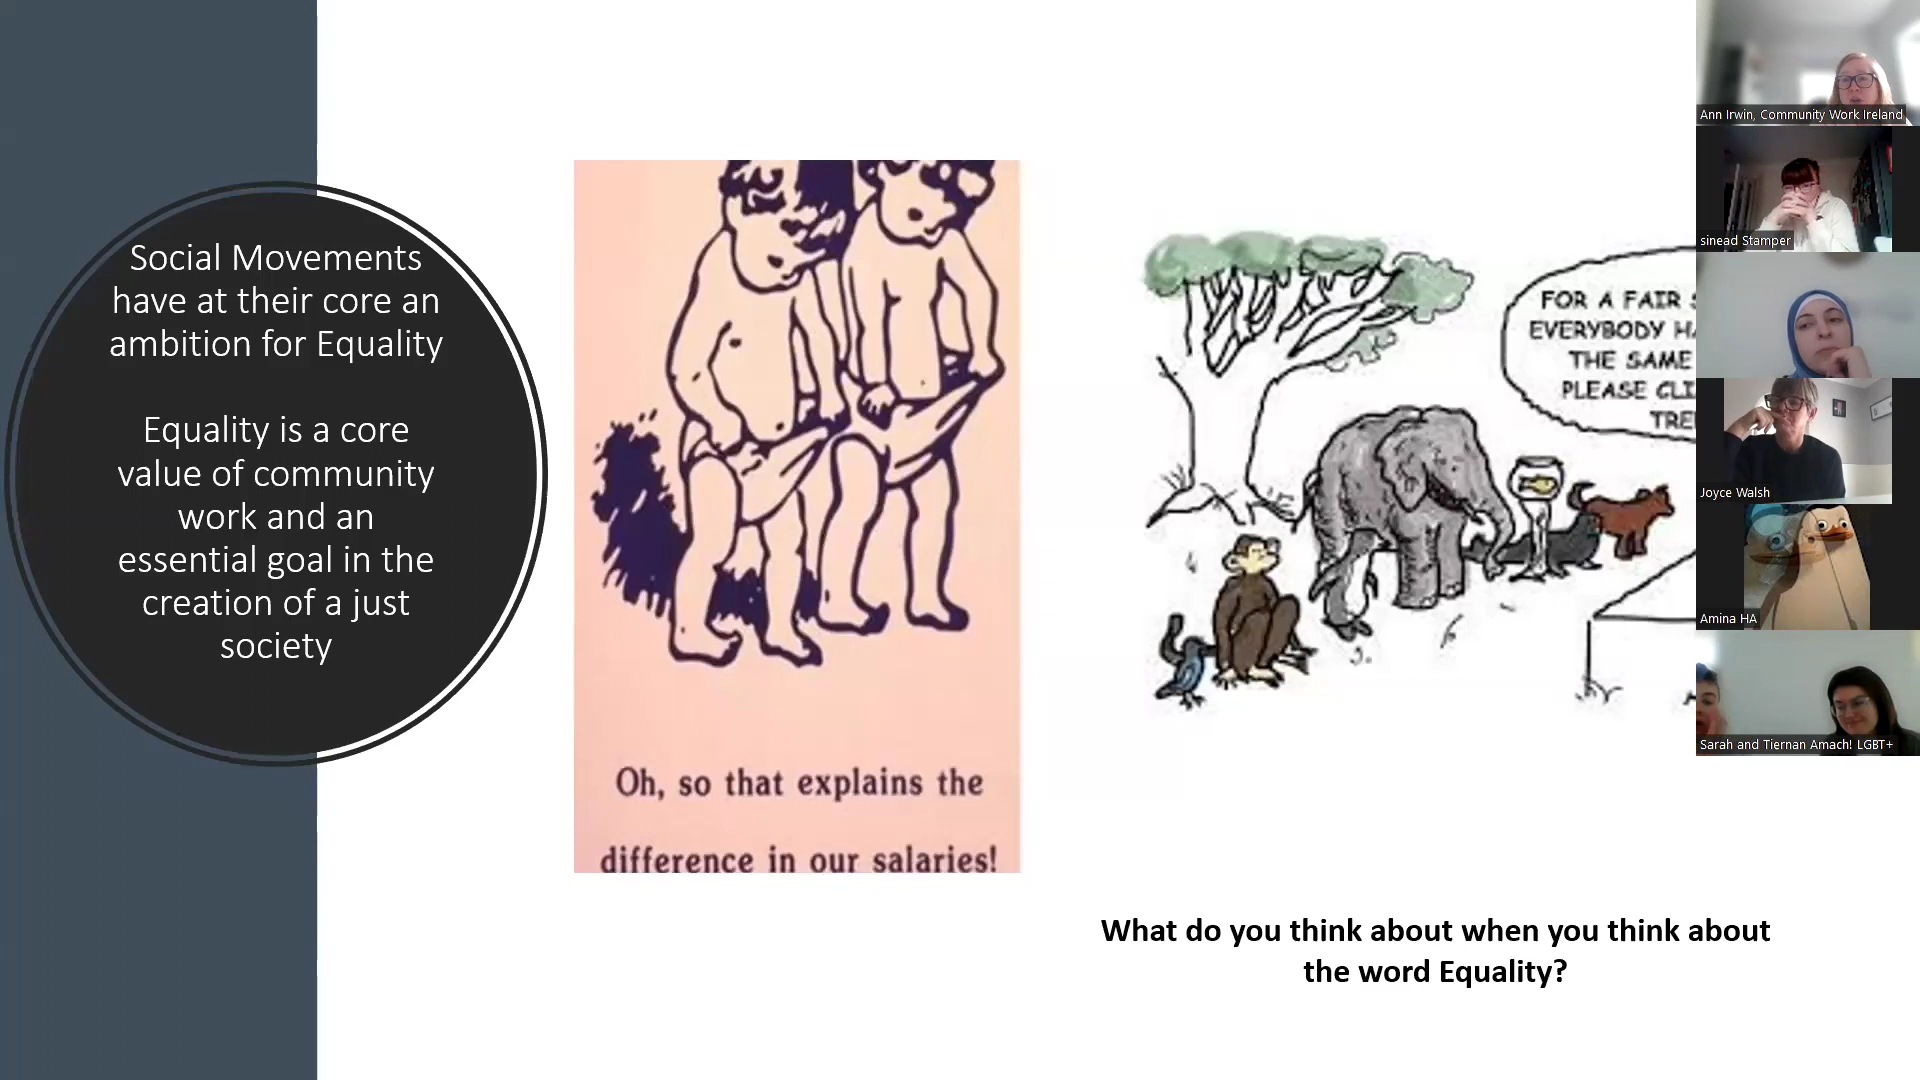 Social Movements
have at their core an
ambition for Equality
Equality is a core
value of community
work and an
essential goal in the
creation of a just
society
Oh, so that explains the
difference in our salaries!
FOR A FAIR
EVERYBODY
THE SAME
PLEASE
What do you think about when you think about
the word Equality?
Ann Irwin, Community Work Ireland
sinead Stamper
Joyce Walsh
Amina HA
Sarah and Tiernan Amach! LGBT+